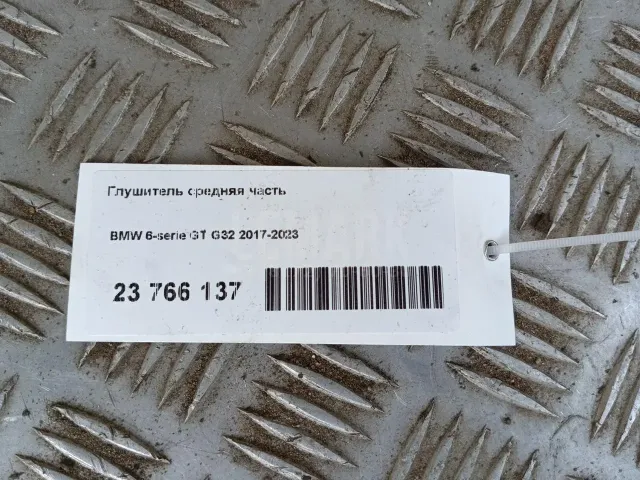 Глушитель средняя часть
BMW 6-serie GT G32 2017-2023
23 766 137